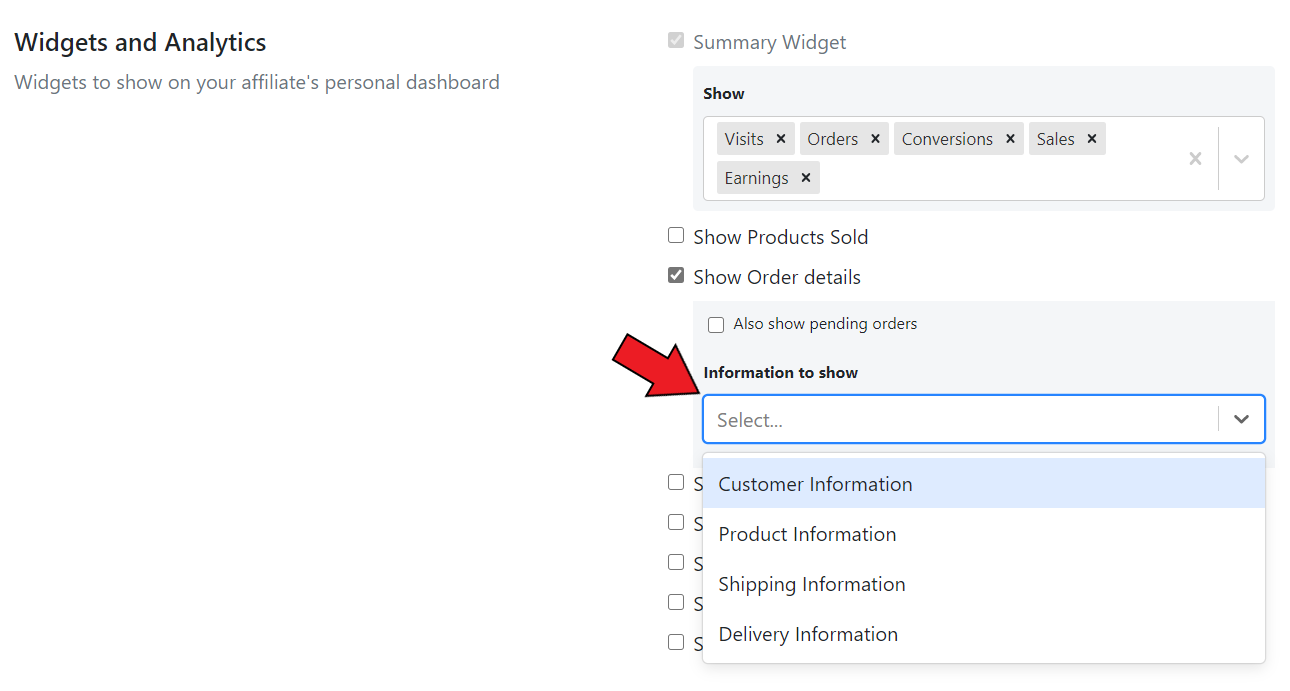 Widgets and Analytics
Widgets to show on your affiliate's personal dashboard
Summary Widget
Show
Visits × Orders × Conversions × Sales ×
Earnings ×
Show Products Sold
Show Order details
Also show pending orders
Information to show
Select...
Customer Information
Product Information
Shipping Information
Delivery Information